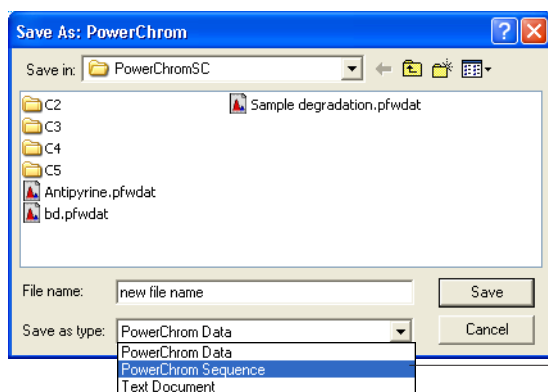 Save As: PowerChrom
Save in: PowerChromSC
C2
C3
C4
C5
Antipyrine.pfwdat
bd.pfwdat
Sample degradation.pfwdat
File name: new file name Save
Save as type: PowerChrom Data Cancel
PowerChrom Data
PowerChrom Sequence
Text Document